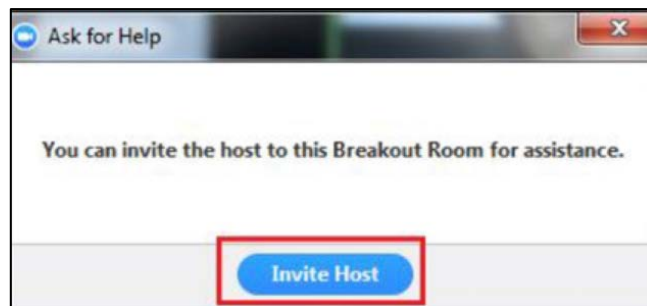 Ask for Help
You can invite the host to this Breakout Room for assistance.
Invite Host